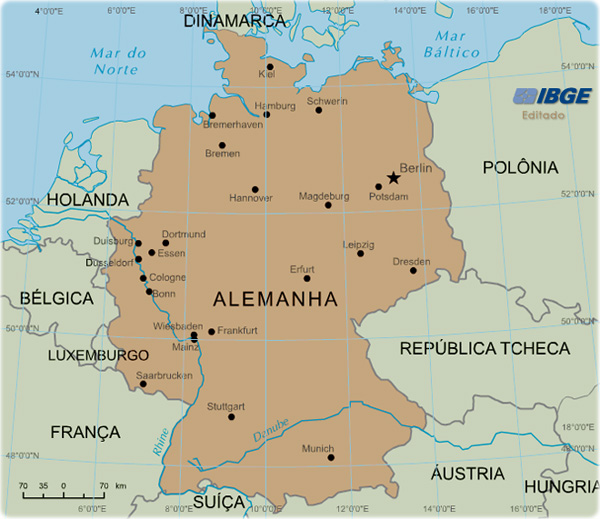 DINAMARCA
4°0'0"E
6°0'0"E
8°0'0"E
10°0'0"E
12°0'0"E
14°0'0"E
Mar do
Norte
Mar
Báltico
54°0'0"N
54°0'0"N
Kiel
IBGE
Editado
Hamburg
Schwerin
Bremerhaven
Bremen
Berlin
POLÔNIA
HOLANDA
Hannover
Magdeburg
Potsdam
52°0'0"N
52°0'0"N
Duisburg
Dortmund
Essen
Dusseldorf
Leipzig
Dresden
Cologne
Erfurt
Bonn
BÉLGICA
ALEMANHA
50°0'0"N
50°0'0"N
Wiesbaden
Frankfurt
Mainz
LUXEMBURGO
REPÚBLICA TCHECA
Saarbrucken
Stuttgart
Danube
Rhine
FRANÇA
18°0'0"E
48°0'0"N
48°0'0"N
Munich
ÁUSTRIA
HUNGRIA
70 35 0 70 km
SUÍÇA
6°0'0"E
8°0'0"E
10°0'0"E
12°0'0"E
14°0'0"E
16°0'0"E